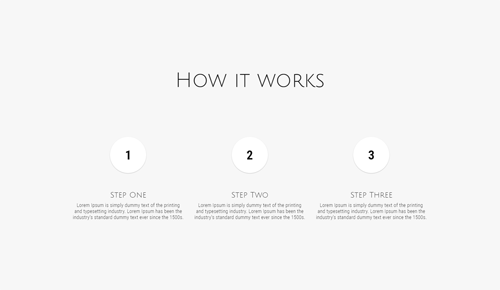 How it works
1
2
3
Step one
Lorem Ipsum is simply dummy text of the printing
and typesetting industry. Lorem Ipsum has been the
industry's standard dummy text ever since the 1500s.
Step Two
Lorem Ipsum is simply dummy text of the printing
and typesetting industry. Lorem Ipsum has been the
industry's standard dummy text ever since the 1500s.
Step Three
Lorem Ipsum is simply dummy text of the printing
and typesetting industry. Lorem Ipsum has been the
industry's standard dummy text ever since the 1500s.